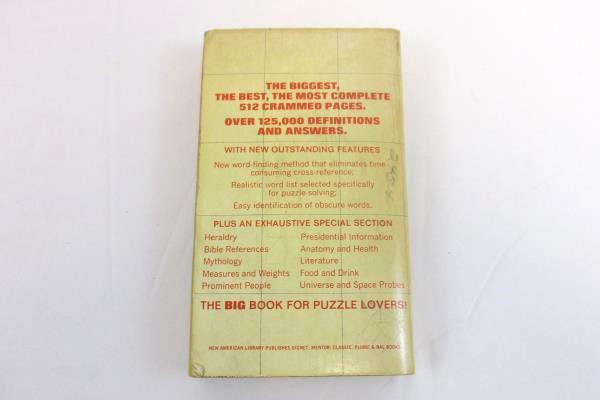 THE BIGGEST,
THE BEST, THE MOST COMPLETE
512 CRAMMED PAGES.
OVER 125,000 DEFINITIONS
AND ANSWERS.
WITH NEW OUTSTANDING FEATURES
New word-finding method that eliminates time-
consuming cross-reference;
Realistic word list selected specifically
for puzzle solving;
Easy identification of obscure words.
PLUS AN EXHAUSTIVE SPECIAL SECTION
Heraldry
Bible References
Mythology
Measures and Weights
Prominent People
Presidential Information
Anatomy and Health
Literature
Food and Drink
Universe and Space Probes
THE BIG BOOK FOR PUZZLE LOVERS!
NEW AMERICAN LIBRARY PUBLISHES SIGNET, MENTOR, CLASSIC, PLUME & NAL BOOKS